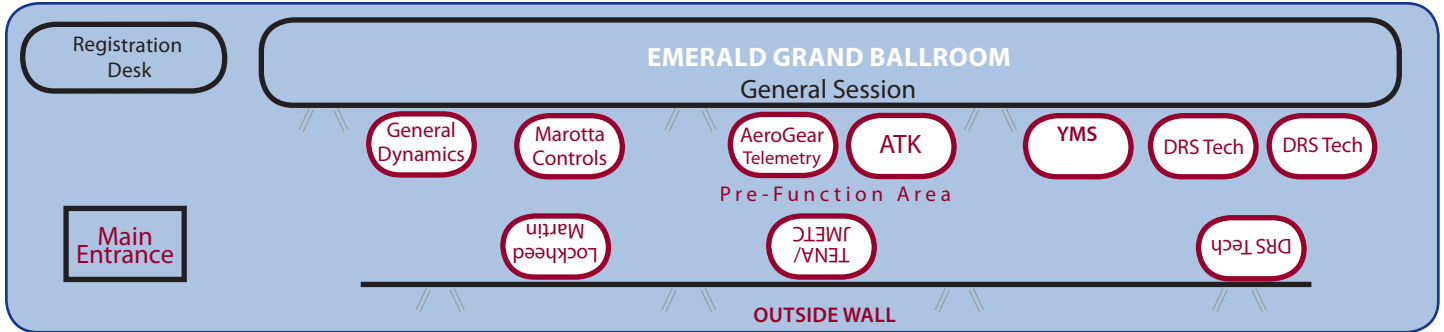 Registration
Desk
EMERALD GRAND BALLROOM
General Session
General
Dynamics
Marotta
Controls
AeroGear
Telemetry
ATK
YMS
DRS Tech
DRS Tech
Pre-Function Area
Main
Entrance
Lockheed
Martin
TENA/
JMETC
DRS Tech
OUTSIDE WALL